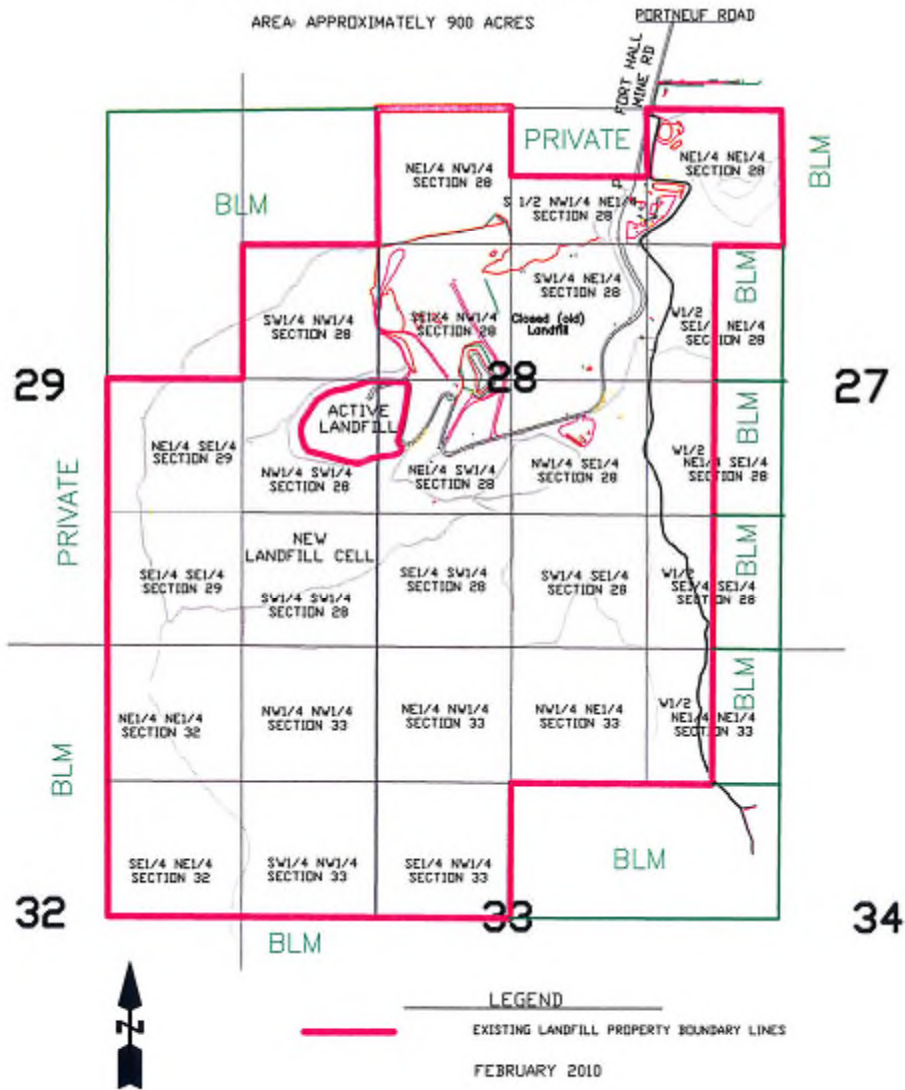 AREA: APPROXIMATELY 900 ACRES
PORTNEUF ROAD
FORT HALL
MINE RD
PRIVATE
BLM
NE1/4 NW1/4
SECTION 28
NE1/4 NE1/4
SECTION 28
BLM
S 1/2 NW1/4 NE1/4
SECTION 28
BLM
SW1/4 NW1/4
SECTION 28
SE1/4 NW1/4
SECTION 28
SW1/4 NE1/4
SECTION 28
Closed (old)
Landfill
W1/2
SE1/4 NE1/4
SECTION 28
29
28
27
ACTIVE
LANDFILL
BLM
NE1/4 SE1/4
SECTION 29
NW1/4 SW1/4
SECTION 28
NE1/4 SW1/4
SECTION 28
NW1/4 SE1/4
SECTION 28
W1/2
NE1/4 SE1/4
SECTION 28
PRIVATE
NEW
LANDFILL CELL
BLM
SE1/4 SE1/4
SECTION 29
SW1/4 SW1/4
SECTION 28
SE1/4 SW1/4
SECTION 28
SW1/4 SE1/4
SECTION 28
W1/2
SE1/4 SE1/4
SECTION 28
BLM
NE1/4 NE1/4
SECTION 32
NW1/4 NW1/4
SECTION 33
NE1/4 NW1/4
SECTION 33
NW1/4 NE1/4
SECTION 33
W1/2
NE1/4 NE1/4
SECTION 33
BLM
SE1/4 NE1/4
SECTION 32
SW1/4 NW1/4
SECTION 33
SE1/4 NW1/4
SECTION 33
BLM
32
33
34
BLM
N
LEGEND
EXISTING LANDFILL PROPERTY BOUNDARY LINES
FEBRUARY 2010